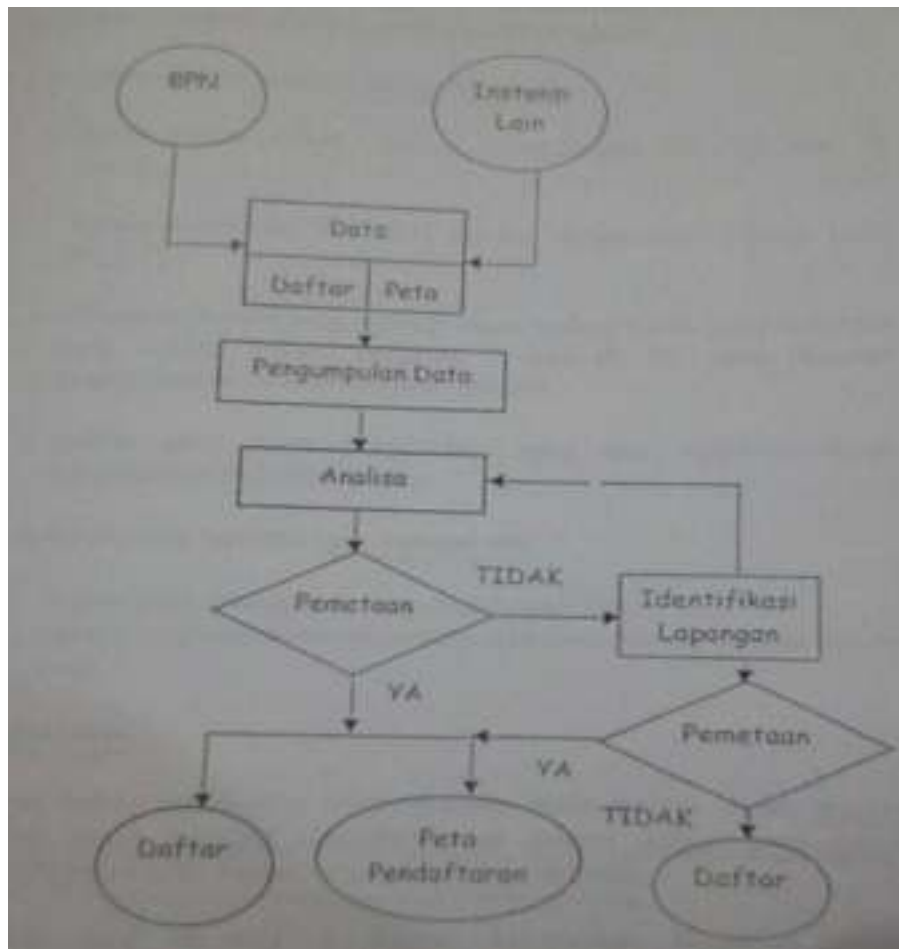 BPN
Instansi
Lain
Data
Daftar
Peta
Pengumpulan Data
Analisa
TIDAK
Pemetaan
Identifikasi
Lapangan
YA
Pemetaan
YA
TIDAK
Daftar
Peta
Pendaftaran
Daftar